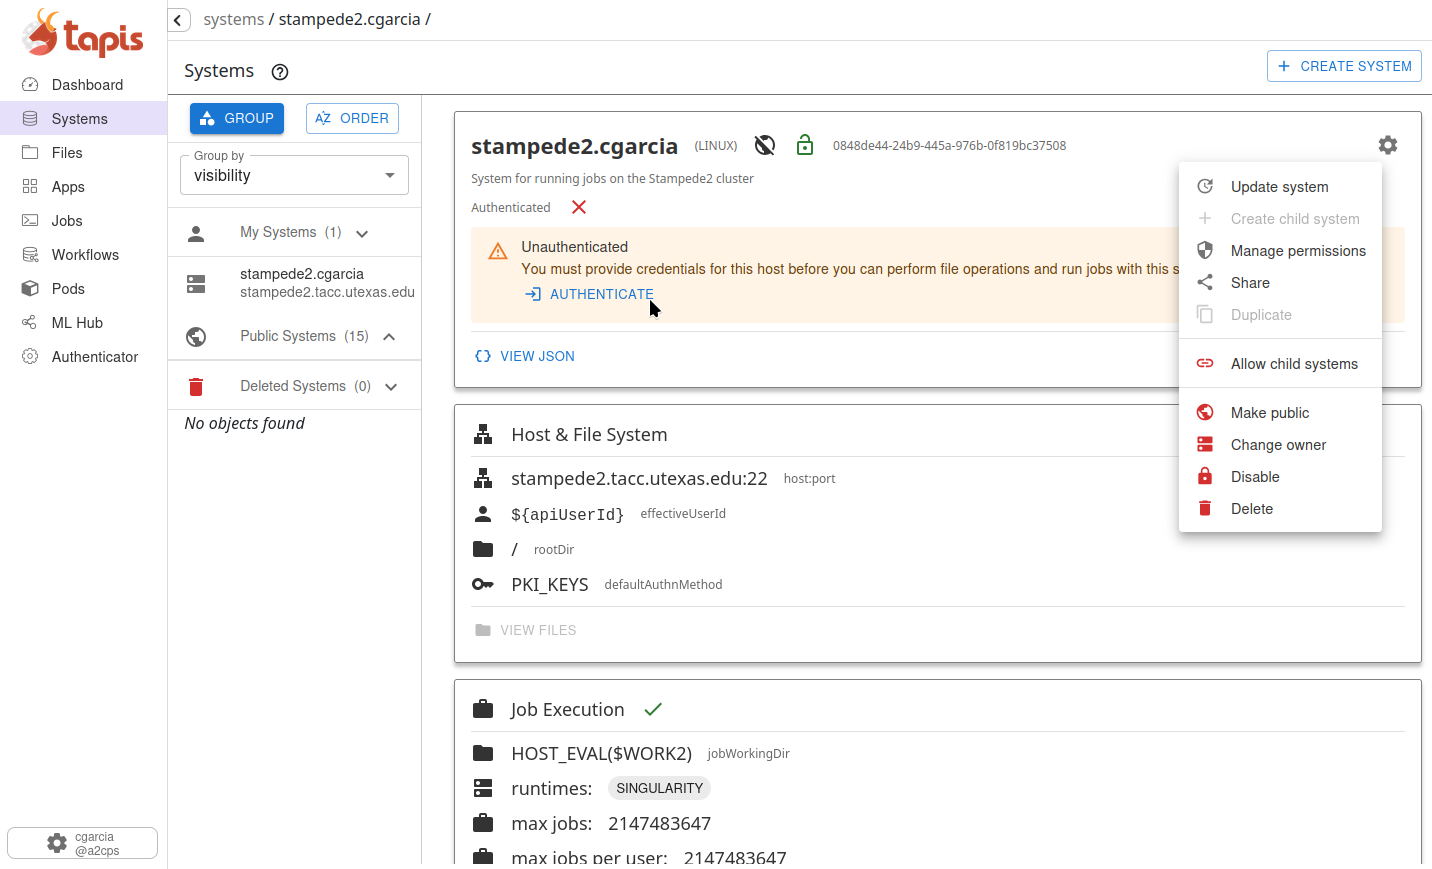 tapis
systems / stampede2.cgarcia /
Dashboard
Systems
Files
Apps
Jobs
Workflows
Pods
ML Hub
Authenticator
cgarcia
@a2cps
Systems
CREATE SYSTEM
GROUP
AZ ORDER
Group by
visibility
My Systems (1)
stampede2.cgarcia
stampede2.tacc.utexas.edu
Public Systems (15)
Deleted Systems (0)
No objects found
stampede2.cgarcia (LINUX) 0848de44-24b9-445a-976b-0f819bc37508
System for running jobs on the Stampede2 cluster
Authenticated
Unauthenticated
You must provide credentials for this host before you can perform file operations and run jobs with this s
AUTHENTICATE
VIEW JSON
Update system
Create child system
Manage permissions
Share
Duplicate
Allow child systems
Make public
Change owner
Disable
Delete
Host & File System
stampede2.tacc.utexas.edu:22 host:port
${apiUserId} effectiveUserId
/ rootDir
PKI_KEYS defaultAuthnMethod
VIEW FILES
Job Execution
HOST_EVAL($WORK2) jobWorkingDir
runtimes: SINGULARITY
max jobs: 2147483647
max jobs per user: 2147483647